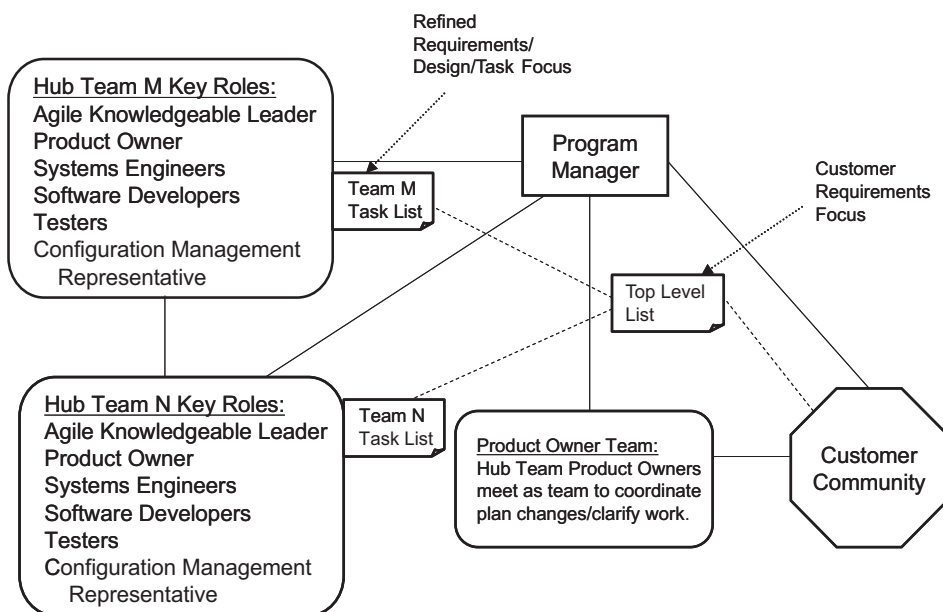 Refined
Requirements/
Design/Task Focus
Hub Team M Key Roles:
Agile Knowledgeable Leader
Product Owner
Systems Engineers
Software Developers
Testers
Configuration Management
Representative
Team M
Task List
Program
Manager
Customer
Requirements
Focus
Top Level
List
Hub Team N Key Roles:
Agile Knowledgeable Leader
Product Owner
Systems Engineers
Software Developers
Testers
Configuration Management
Representative
Team N
Task List
Product Owner Team:
Hub Team Product Owners
meet as team to coordinate
plan changes/clarify work.
Customer
Community